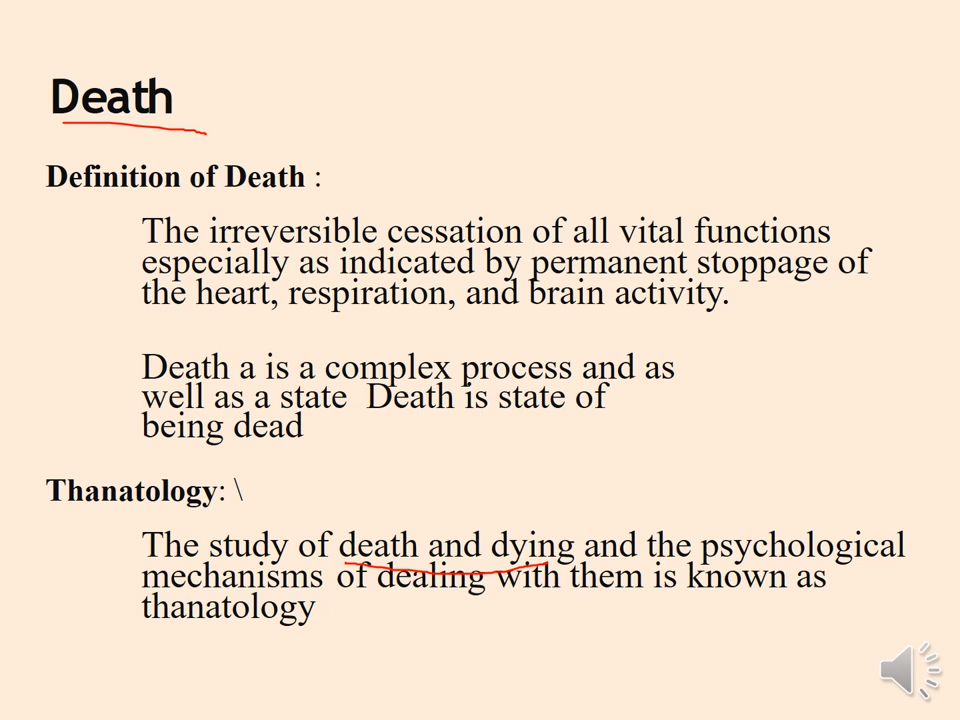 Death
Definition of Death :
The irreversible cessation of all vital functions
especially as indicated by permanent stoppage of
the heart, respiration, and brain activity.
Death a is a complex process and as
well as a state  Death is state of
being dead
Thanatology: \
The study of death and dying and the psychological
mechanisms of dealing with them is known as
thanatology